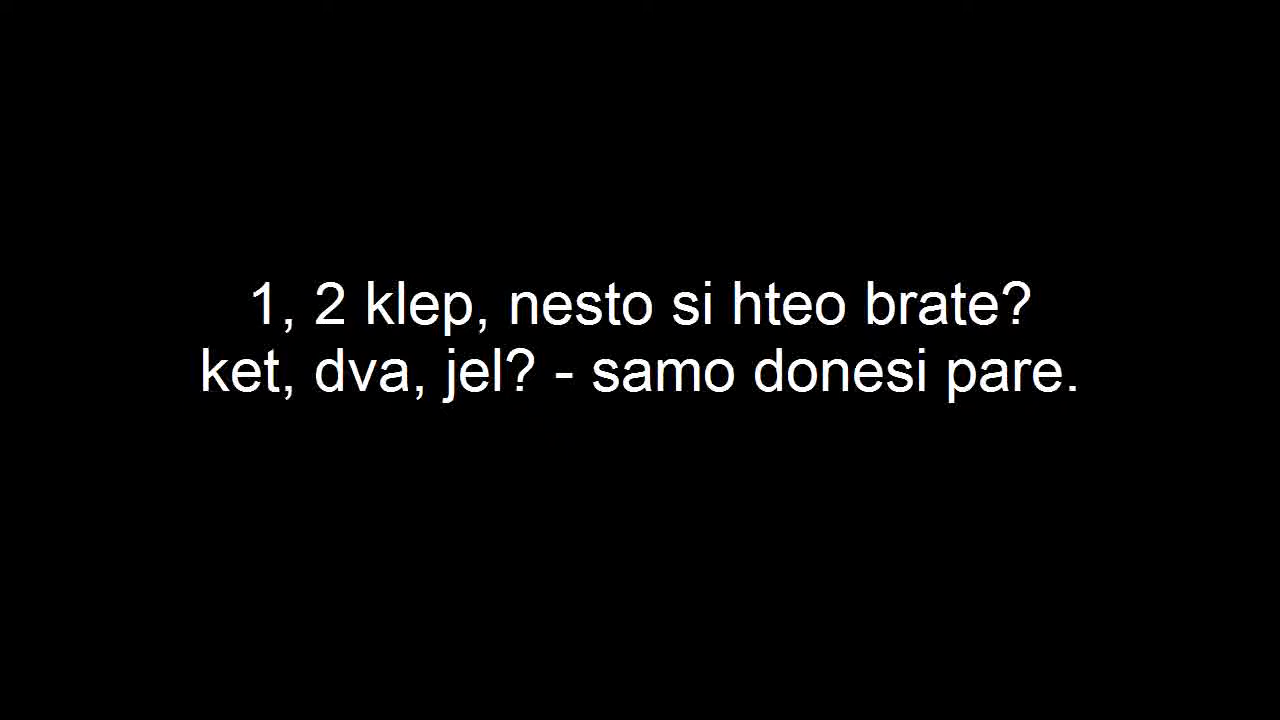 1, 2 klep, nesto si hteo brate?
ket, dva, jel? - samo donesi pare.